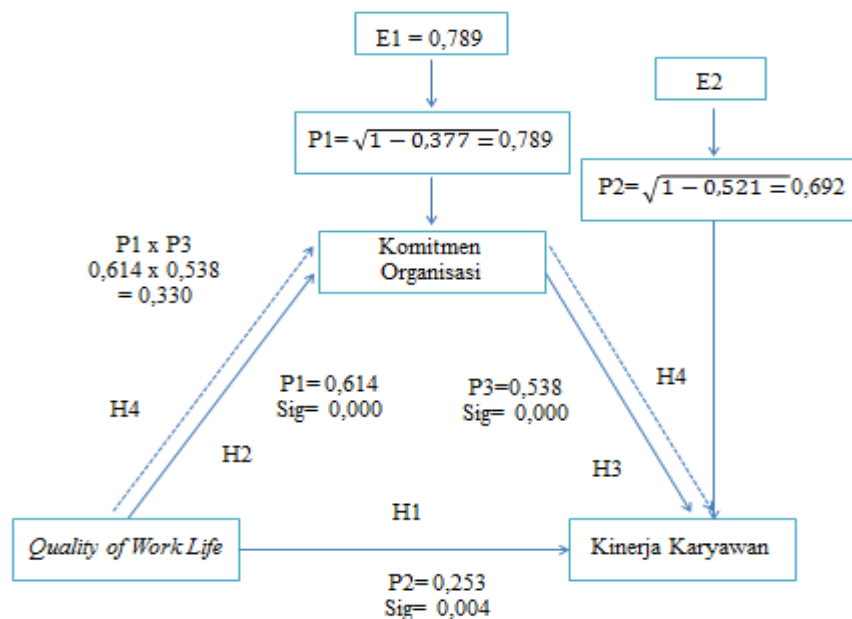 E1 = 0,789
E2
P1= √1 − 0,377 = 0,789
P2= √1 − 0,521 = 0,692
P1 x P3
0,614 x 0,538
= 0,330
Komitmen
Organisasi
H4
P1= 0,614
Sig= 0,000
H2
P3=0,538
Sig= 0,000
H4
H3
H1
Quality of Work Life
Kinerja Karyawan
P2= 0,253
Sig= 0,004